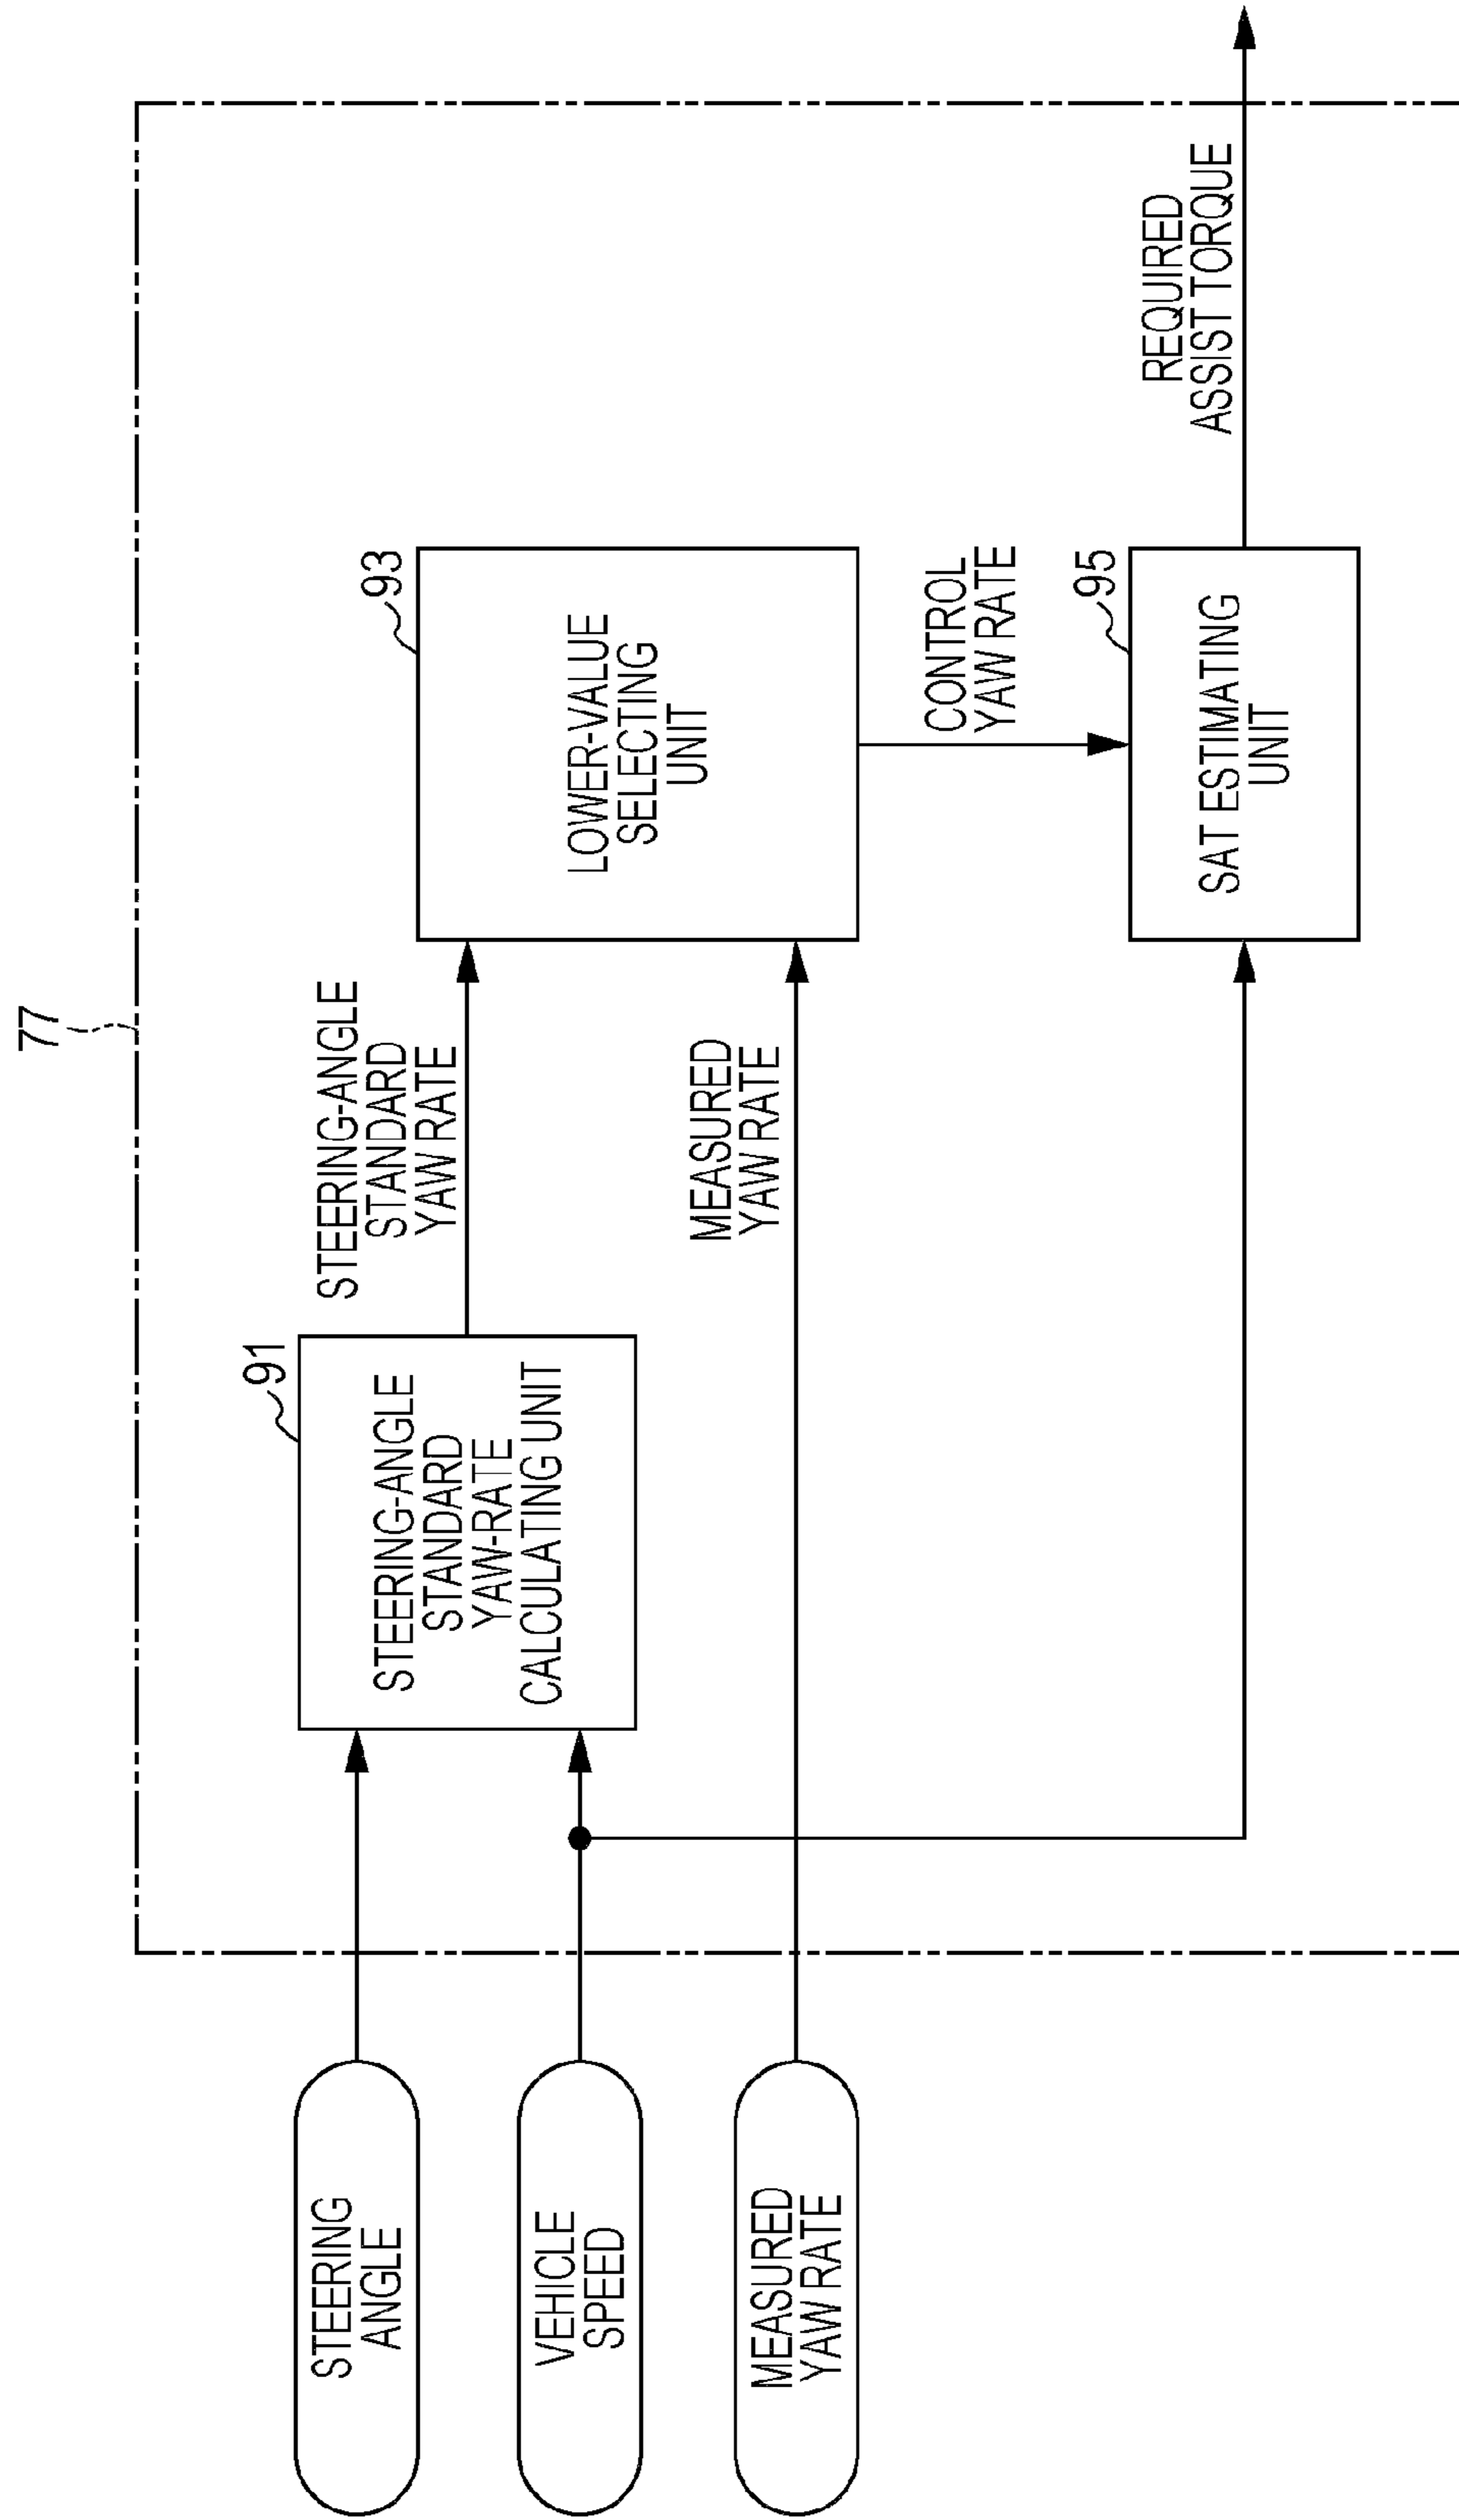 77
STEERING
ANGLE
VEHICLE
SPEED
MEASURED
YAW RATE
91
STEERING-ANGLE
STANDARD
YAW-RATE
CALCULATING UNIT
STEERING-ANGLE
STANDARD
YAW RATE
MEASURED
YAW RATE
93
LOWER-VALUE
SELECTING
UNIT
CONTROL
YAW RATE
95
SAT ESTIMATING
UNIT
REQUIRED
ASSIST TORQUE